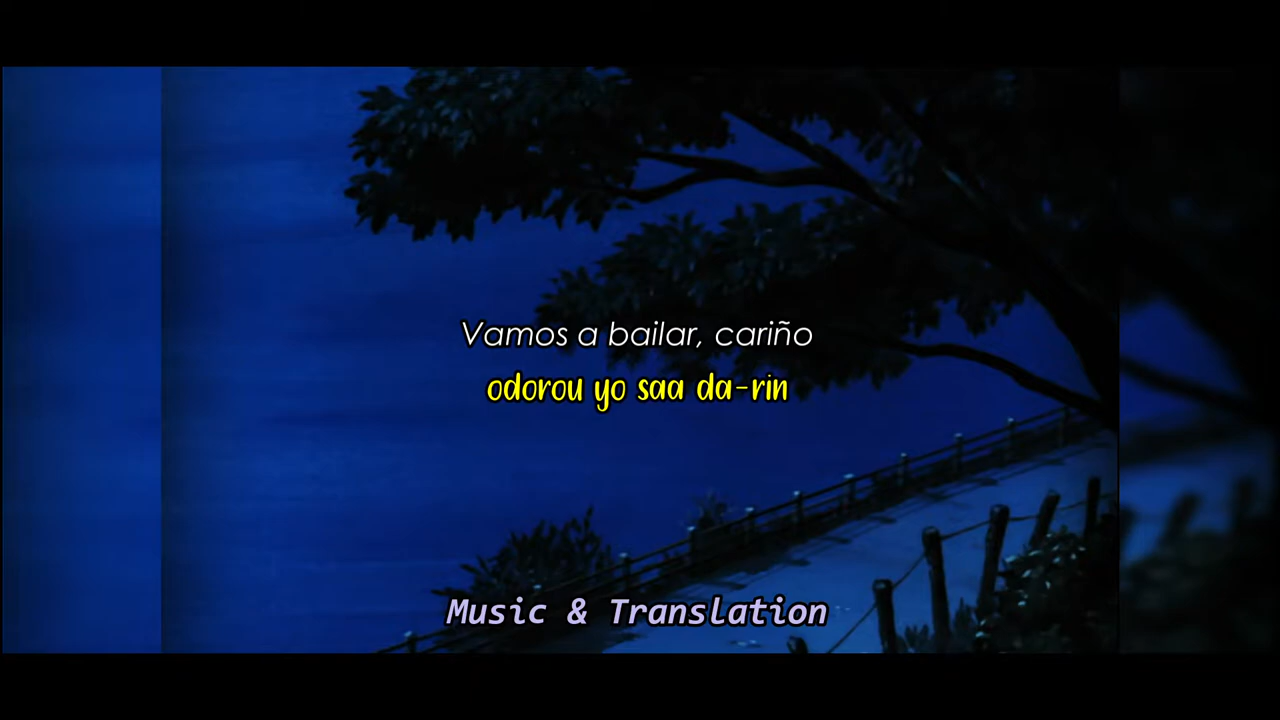 Vamos a bailar, cariño
odorou yo saa da-rin
Music & Translation